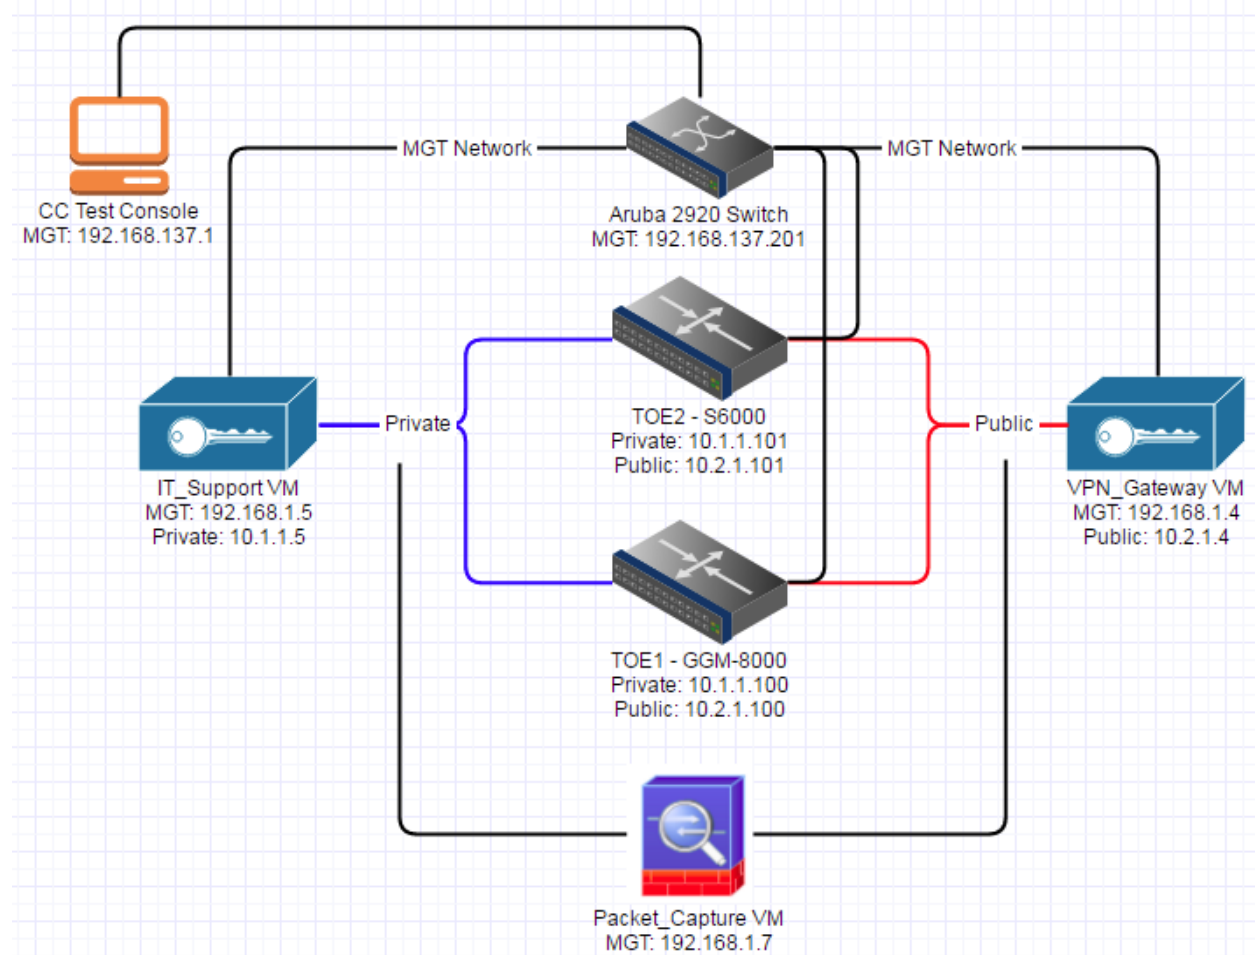 MGT Network
MGT Network
CC Test Console
MGT: 192.168.137.1
Aruba 2920 Switch
MGT: 192.168.137.201
Private
Public
TOE2 - S6000
Private: 10.1.1.101
Public: 10.2.1.101
IT_Support VM
MGT: 192.168.1.5
Private: 10.1.1.5
VPN_Gateway VM
MGT: 192.168.1.4
Public: 10.2.1.4
TOE1 - GGM-8000
Private: 10.1.1.100
Public: 10.2.1.100
Packet_Capture VM
MGT: 192.168.1.7